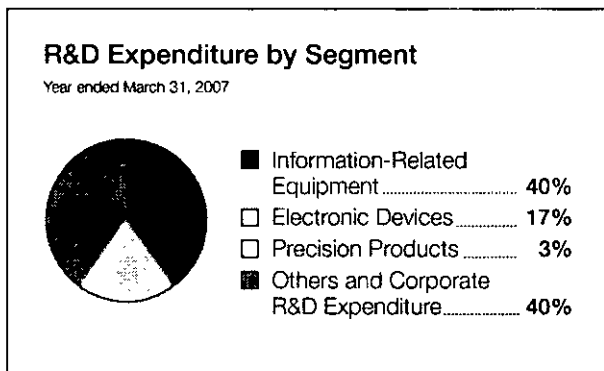 R&D Expenditure by Segment
Year ended March 31, 2007
Information-Related
Equipment 40%
Electronic Devices 17%
Precision Products 3%
Others and Corporate
R&D Expenditure 40%